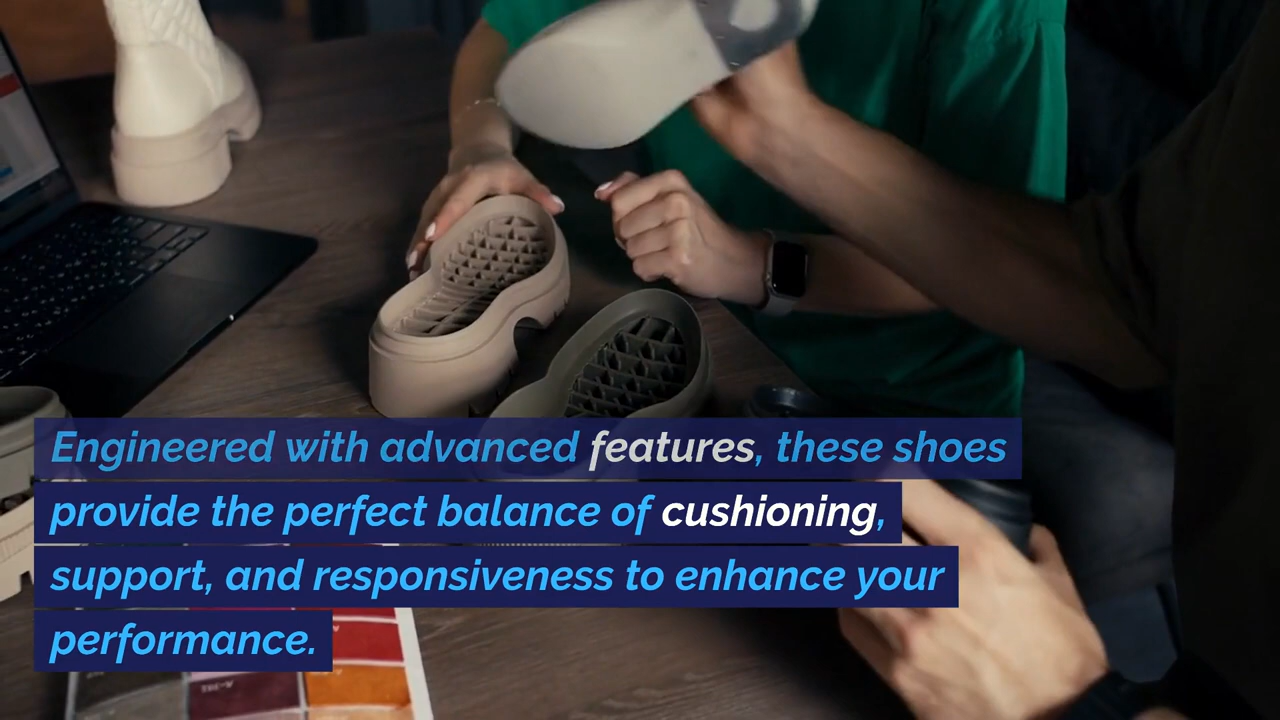 Engineered with advanced features, these shoes
provide the perfect balance of cushioning,
support, and responsiveness to enhance your
performance.